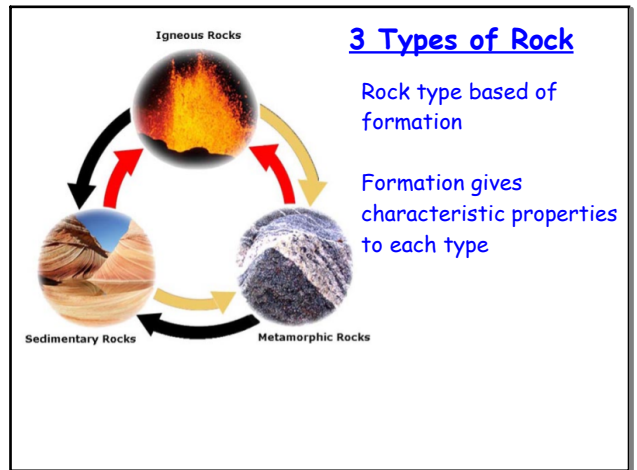 Igneous Rocks
3 Types of Rock
Rock type based of
formation
Formation gives
characteristic properties
to each type
Sedimentary Rocks
Metamorphic Rocks